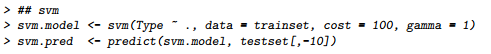 > ## svm
> svm.model <- svm(Type ~ ., data = trainset, cost = 100, gamma = 1)
> svm.pred  <- predict(svm.model, testset[,-10])